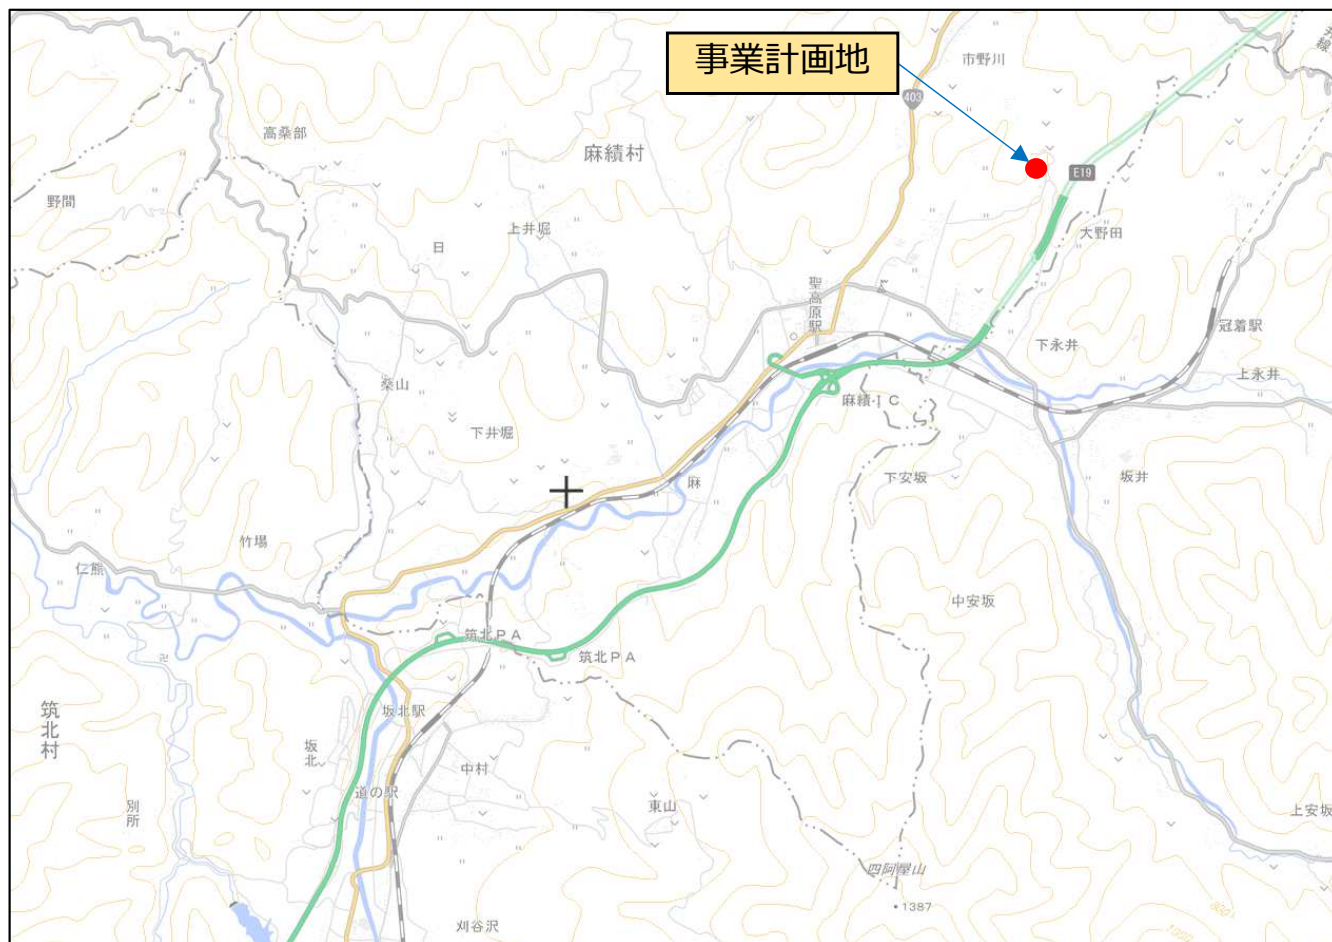 事業計画地
市野川
403
高桑部
麻績村
E19
野間
上井堀
日
大野田
聖高原駅
冠着駅
下永井
上永井
桑山
麻績IC
下井堀
下安坂
坂井
麻
竹場
仁熊
中安坂
筑北PA
筑北PA
筑北村
坂北駅
坂北
中村
道の駅
別所
東山
上安坂
四阿屋山
1387
刈谷沢